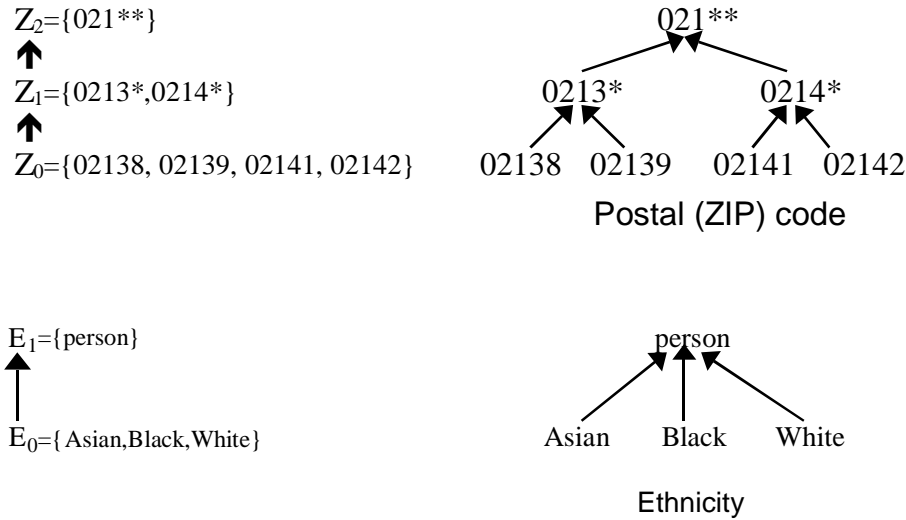 Z2={021**}
021**
Z1={0213*,0214*}
0213* 0214*
Z0={02138, 02139, 02141, 02142}
02138 02139 02141 02142
Postal (ZIP) code
E1={person}
person
E0={Asian,Black,White}
Asian Black White
Ethnicity